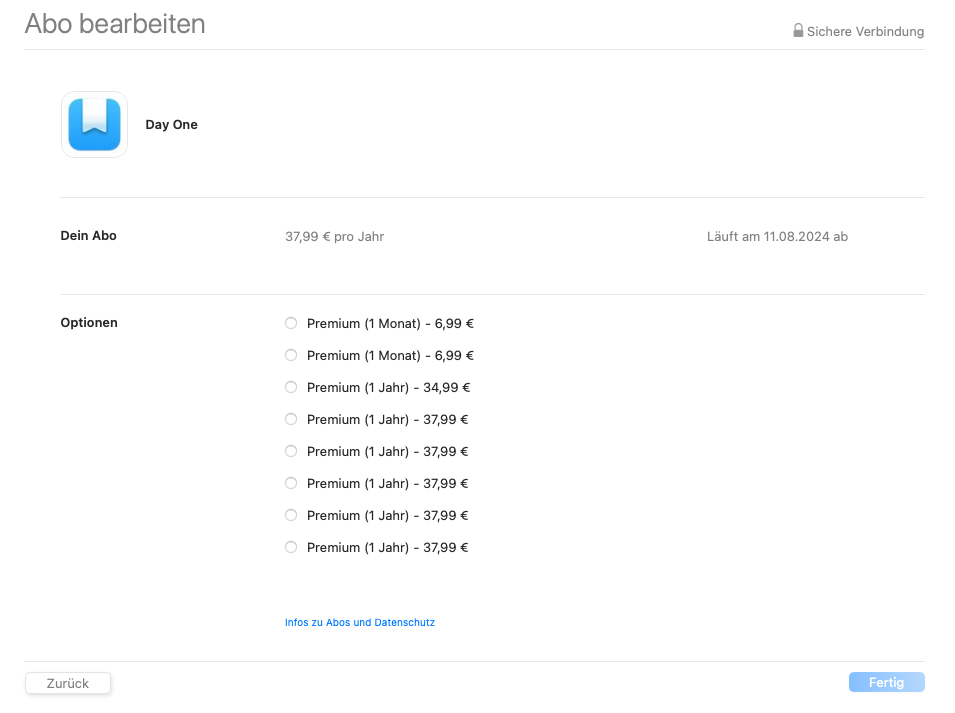 Abo bearbeiten
Sichere Verbindung
Day One
Dein Abo
37,99 € pro Jahr
Läuft am 11.08.2024 ab
Optionen
Premium (1 Monat) - 6,99 €
Premium (1 Monat) - 6,99 €
Premium (1 Jahr) - 34,99 €
Premium (1 Jahr) - 37,99 €
Premium (1 Jahr) - 37,99 €
Premium (1 Jahr) - 37,99 €
Premium (1 Jahr) - 37,99 €
Premium (1 Jahr) - 37,99 €
Infos zu Abos und Datenschutz
Zurück
Fertig